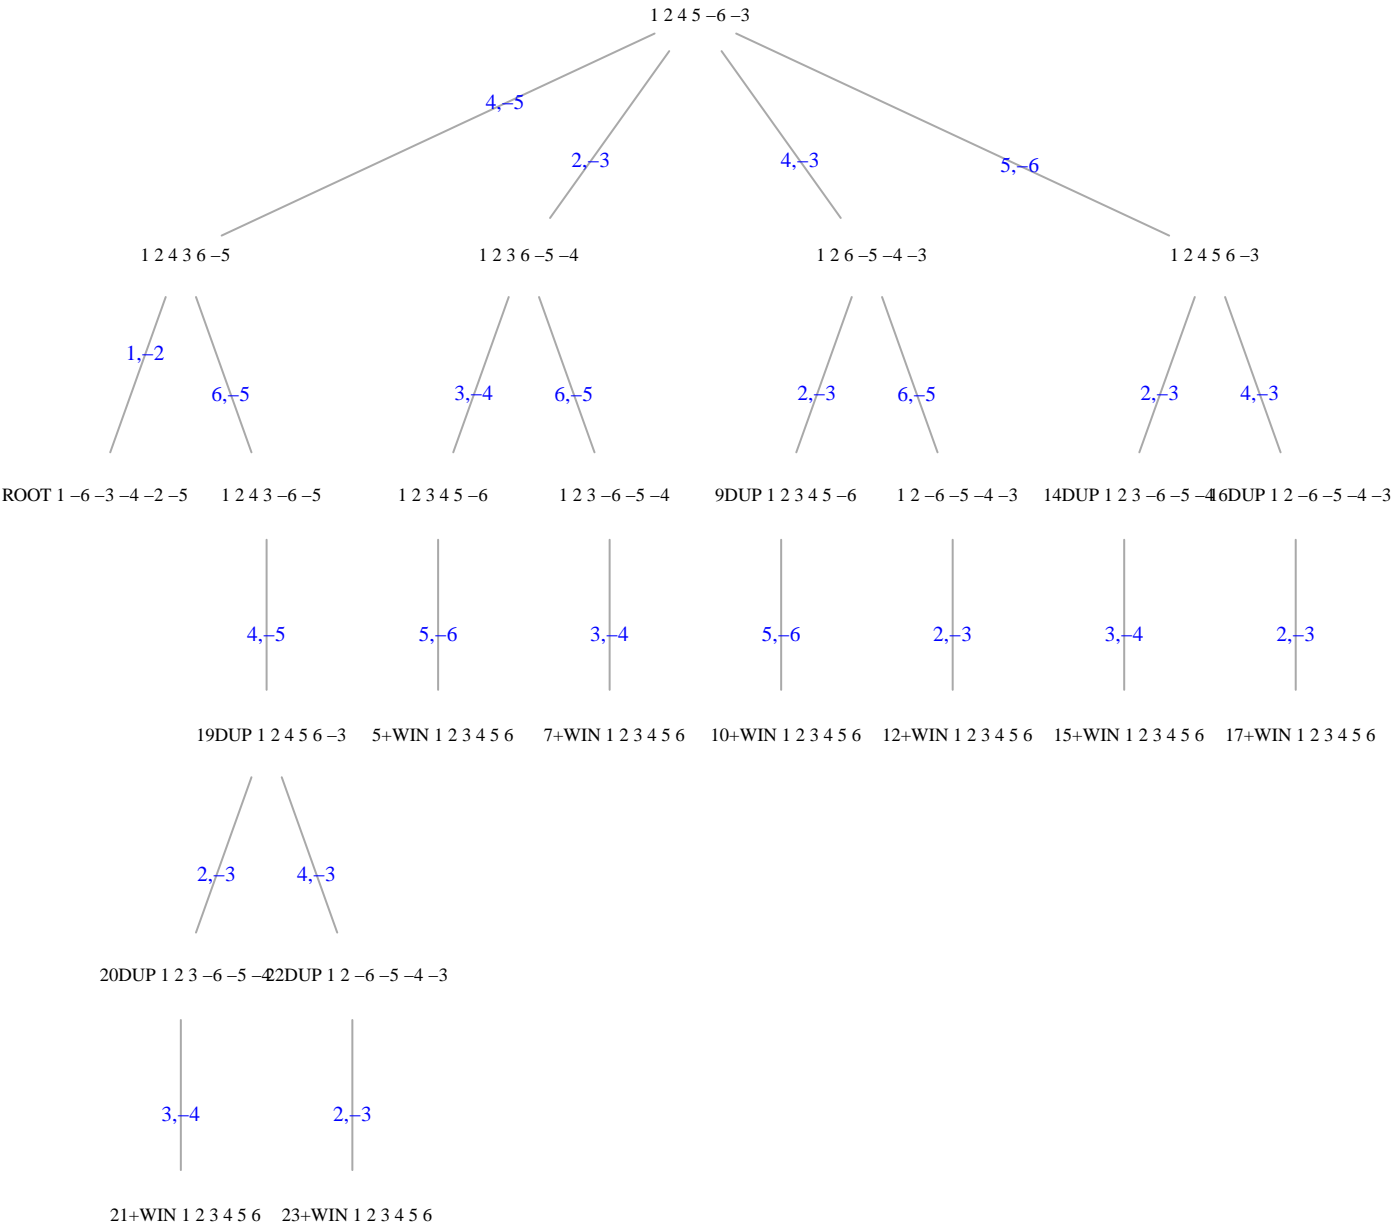 1 2 4 5 –6 –3
4,–5
2,–3
4,–3
5,–6
1 2 4 3 6 –5
1 2 3 6 –5 –4
1 2 6 –5 –4 –3
1 2 4 5 6 –3
1,–2
6,–5
3,–4
6,–5
2,–3
6,–5
2,–3
4,–3
ROOT 1 –6 –3 –4 –2 –5
1 2 4 3 –6 –5
1 2 3 4 5 –6
1 2 3 –6 –5 –4
9DUP 1 2 3 4 5 –6
1 2 –6 –5 –4 –3
14DUP 1 2 3 –6 –5 –4
16DUP 1 2 –6 –5 –4 –3
4,–5
5,–6
3,–4
5,–6
2,–3
3,–4
2,–3
19DUP 1 2 4 5 6 –3
5+WIN 1 2 3 4 5 6
7+WIN 1 2 3 4 5 6
10+WIN 1 2 3 4 5 6
12+WIN 1 2 3 4 5 6
15+WIN 1 2 3 4 5 6
17+WIN 1 2 3 4 5 6
2,–3
4,–3
20DUP 1 2 3 –6 –5 –4
22DUP 1 2 –6 –5 –4 –3
3,–4
2,–3
21+WIN 1 2 3 4 5 6
23+WIN 1 2 3 4 5 6